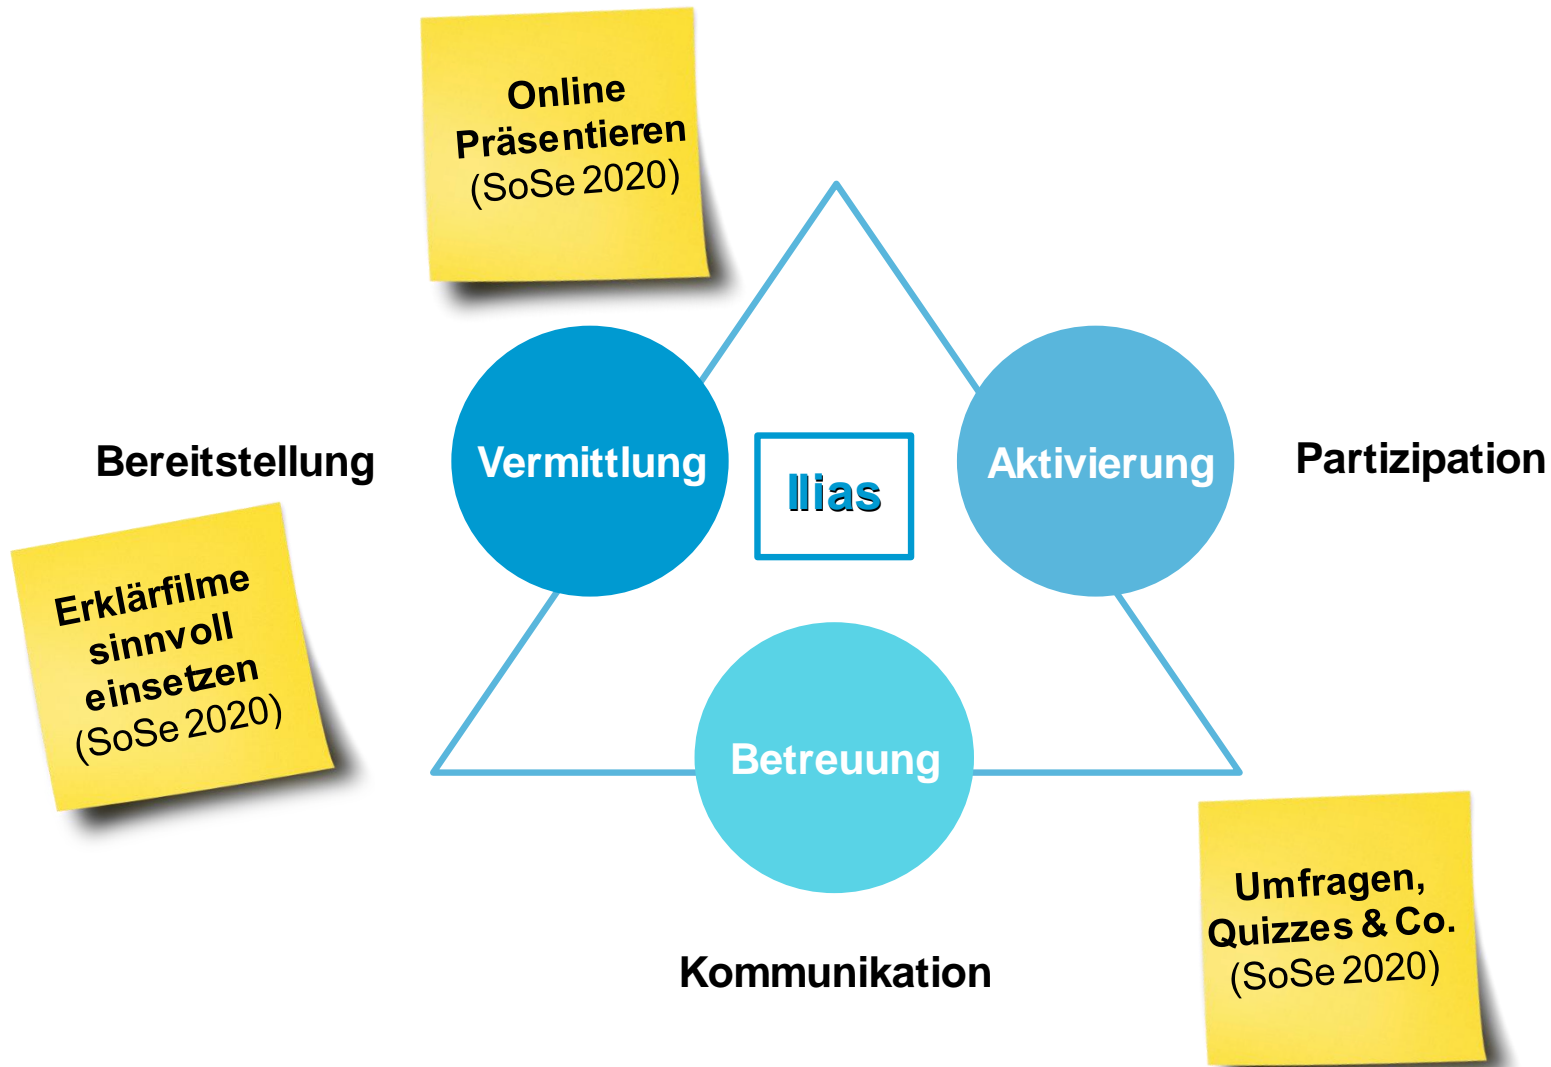 Online
Präsentieren
(SoSe 2020)
Bereitstellung
Vermittlung
Ilias
Aktivierung
Partizipation
Erklärfilme
sinnvoll
einsetzen
(SoSe 2020)
Betreuung
Umfragen,
Quizzes & Co.
(SoSe 2020)
Kommunikation